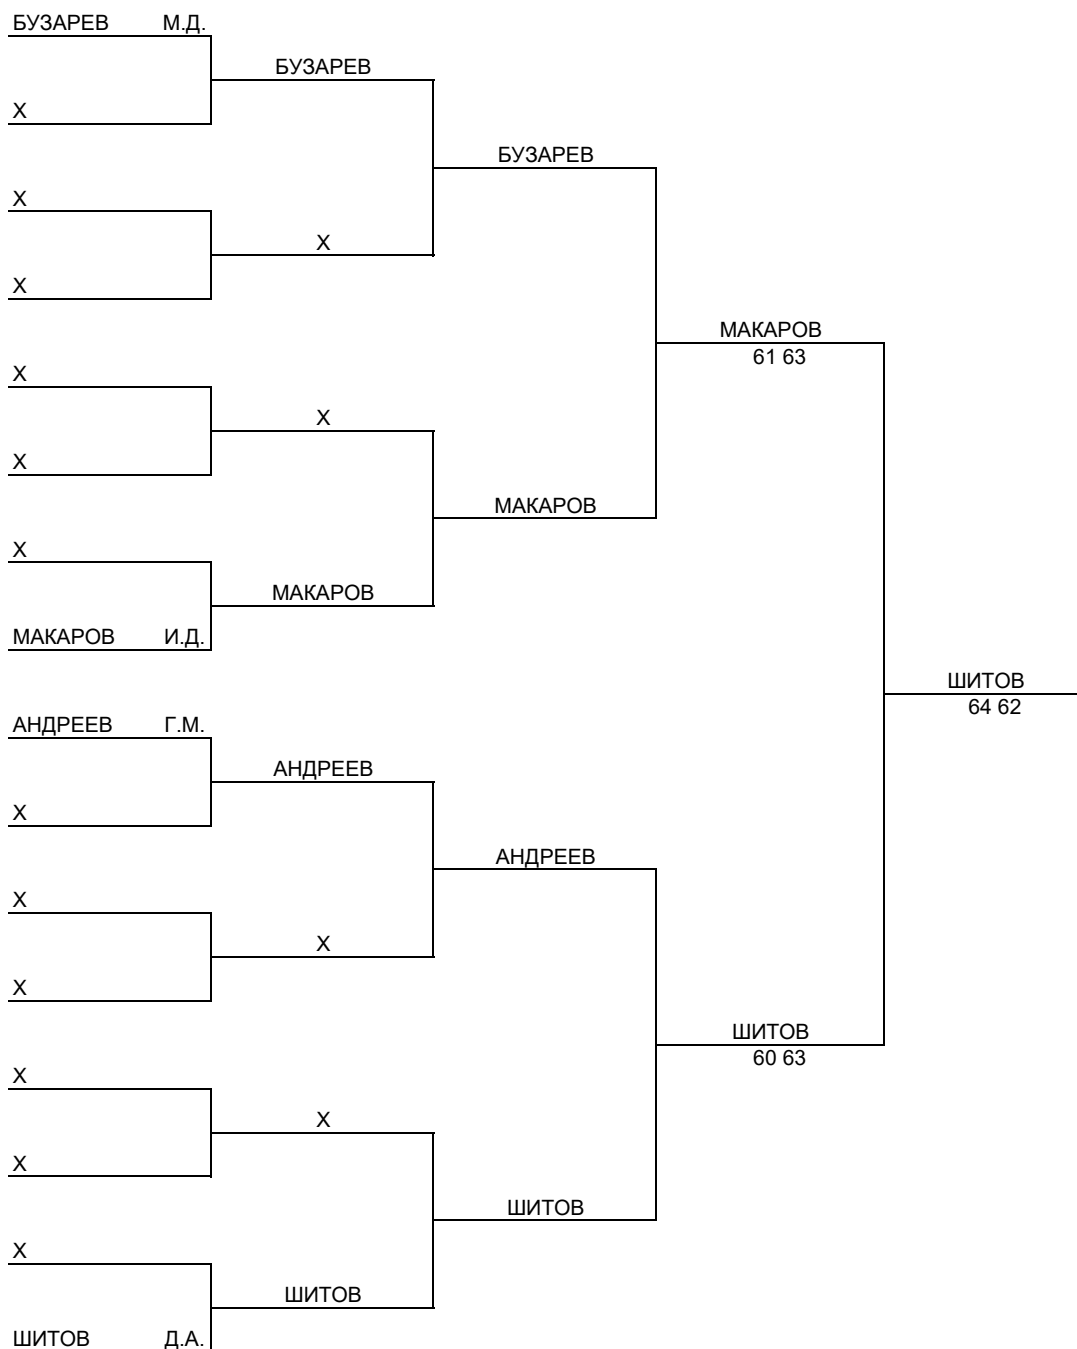 БУЗАРЕВ М.Д.
БУЗАРЕВ
Х
БУЗАРЕВ
Х
Х
Х
МАКАРОВ
61 63
Х
Х
Х
МАКАРОВ
Х
МАКАРОВ
МАКАРОВ И.Д.
ШИТОВ
64 62
АНДРЕЕВ Г.М.
АНДРЕЕВ
Х
АНДРЕЕВ
Х
Х
Х
ШИТОВ
60 63
Х
Х
Х
ШИТОВ
Х
ШИТОВ
ШИТОВ Д.А.